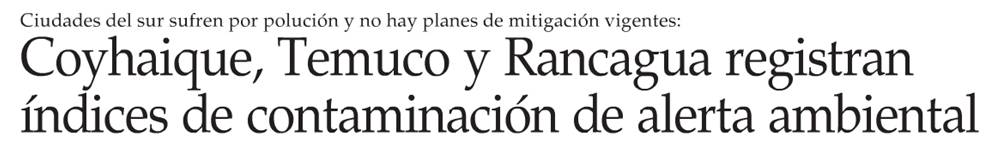 Ciudades del sur sufren por polución y no hay planes de mitigación vigentes:
Coyhaique, Temuco y Rancagua registran
índices de contaminación de alerta ambiental